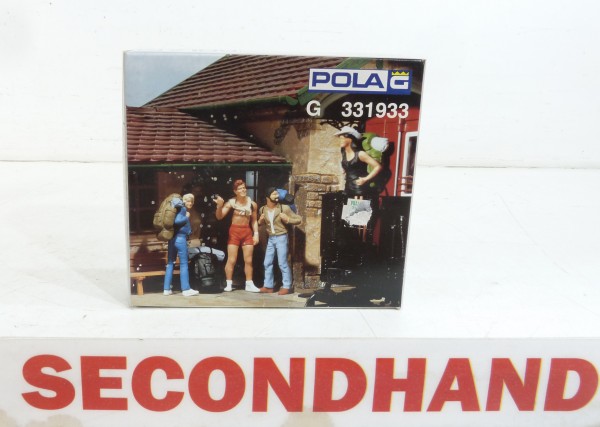 POLA G
G 331933
SECONDHAND